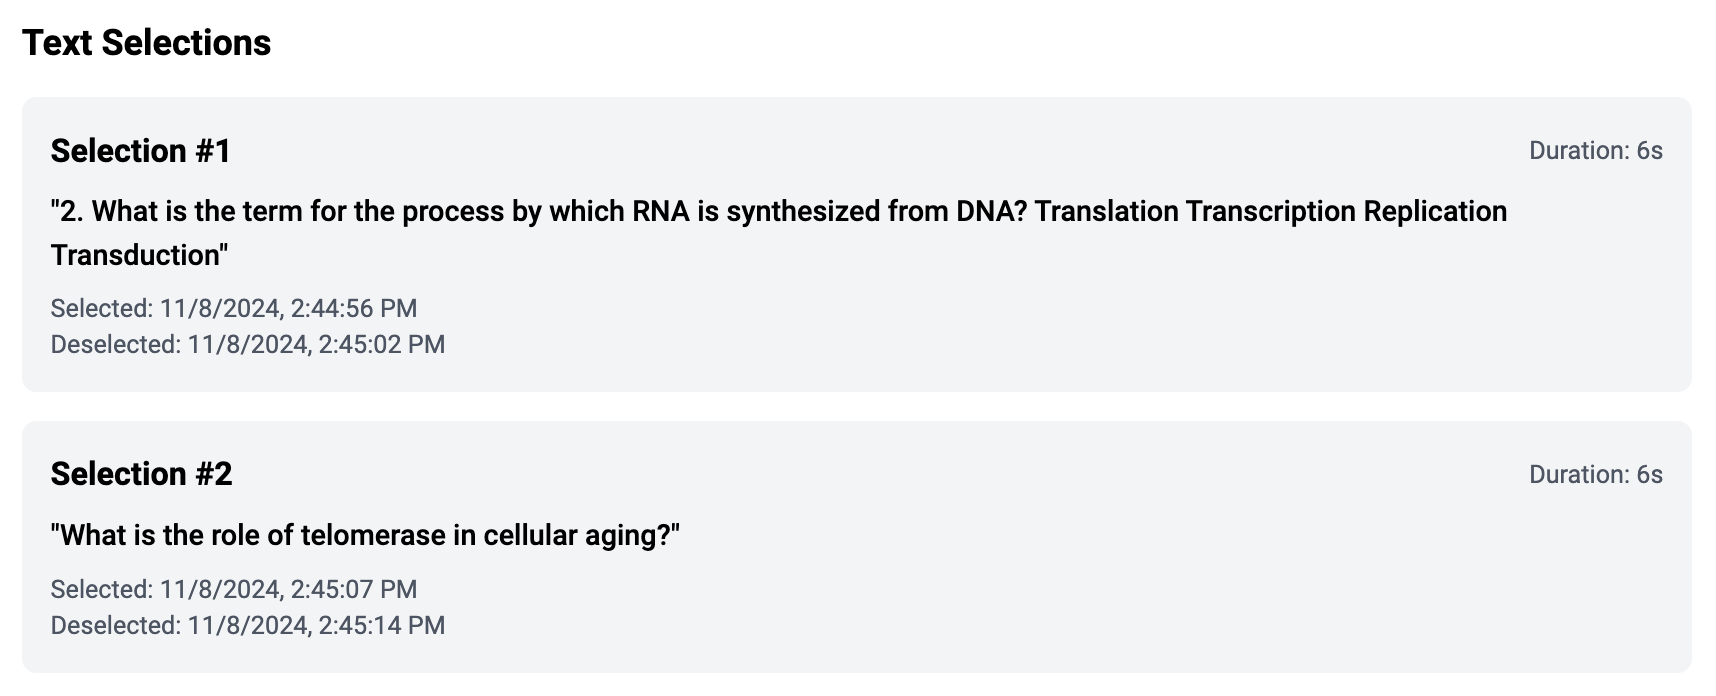 Text Selections
Selection #1
Duration: 6s
"2. What is the term for the process by which RNA is synthesized from DNA? Translation Transcription Replication
Transduction"
Selected: 11/8/2024, 2:44:56 PM
Deselected: 11/8/2024, 2:45:02 PM
Selection #2
Duration: 6s
"What is the role of telomerase in cellular aging?"
Selected: 11/8/2024, 2:45:07 PM
Deselected: 11/8/2024, 2:45:14 PM